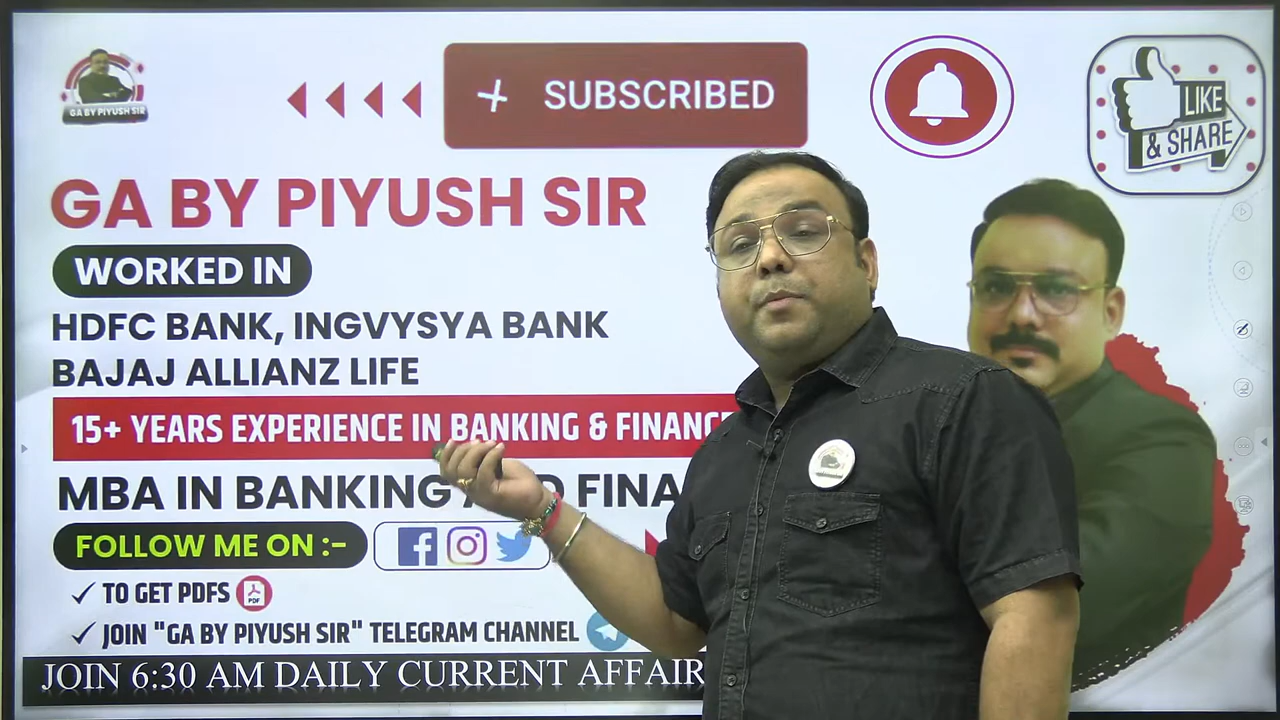 GA BY PIYUSH SIR
+ SUBSCRIBED
LIKE
& SHARE
GA BY PIYUSH SIR
WORKED IN
HDFC BANK, INGVYSYA BANK
BAJAJ ALLIANZ LIFE
15+ YEARS EXPERIENCE IN BANKING & FINANC
MBA IN BANKING FINA
FOLLOW ME ON :-
TO GET PDFS
PDF
JOIN "GA BY PIYUSH SIR" TELEGRAM CHANNEL
JOIN 6:30 AM DAILY CURRENT AFFAIR